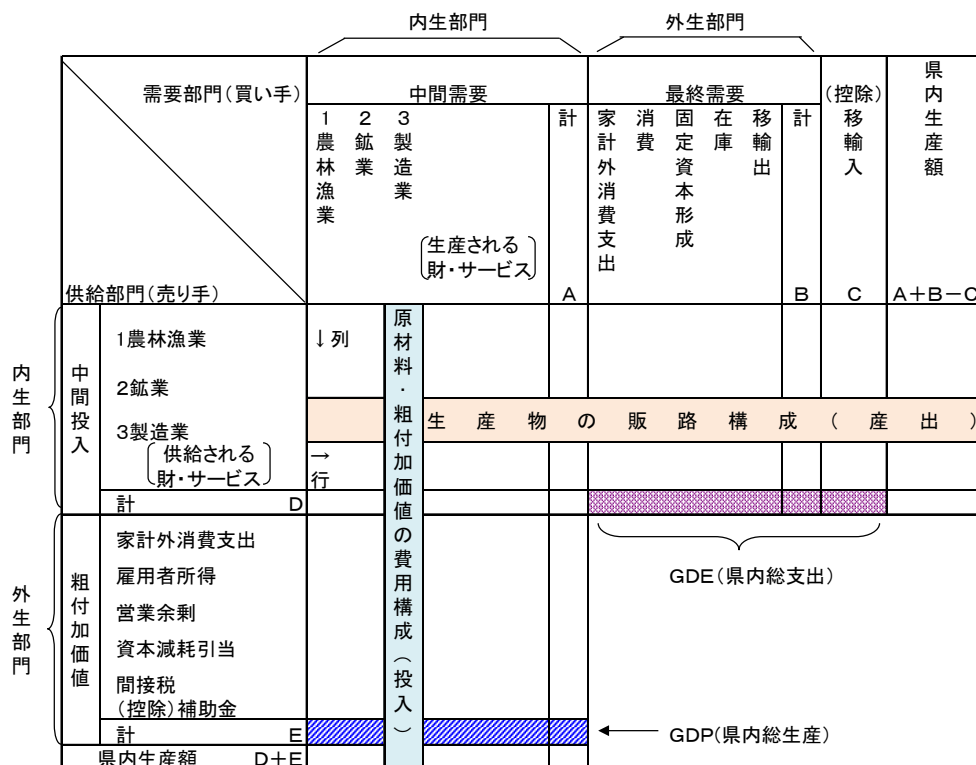 内生部門
外生部門
需要部門(買い手)
中間需要
最終需要
(控除)
移輸入
県内生産額
1農林漁業
2鉱業
3製造業
計
家計外消費支出
消費
固定資本形成
在庫
移輸出
計
生産される
財・サービス
供給部門(売り手)
A
B
C
A+B-C
内生部門
中間投入
1農林漁業
↓列
2鉱業
3製造業
供給される
財・サービス
→
行
計 D
原材料・粗付加価値の費用構成(投入)
生産物の販路構成(産出)
GDE(県内総支出)
外生部門
粗付加価値
家計外消費支出
雇用者所得
営業余剰
資本減耗引当
間接税
(控除)補助金
計 E
GDP(県内総生産)
県内生産額 D+E